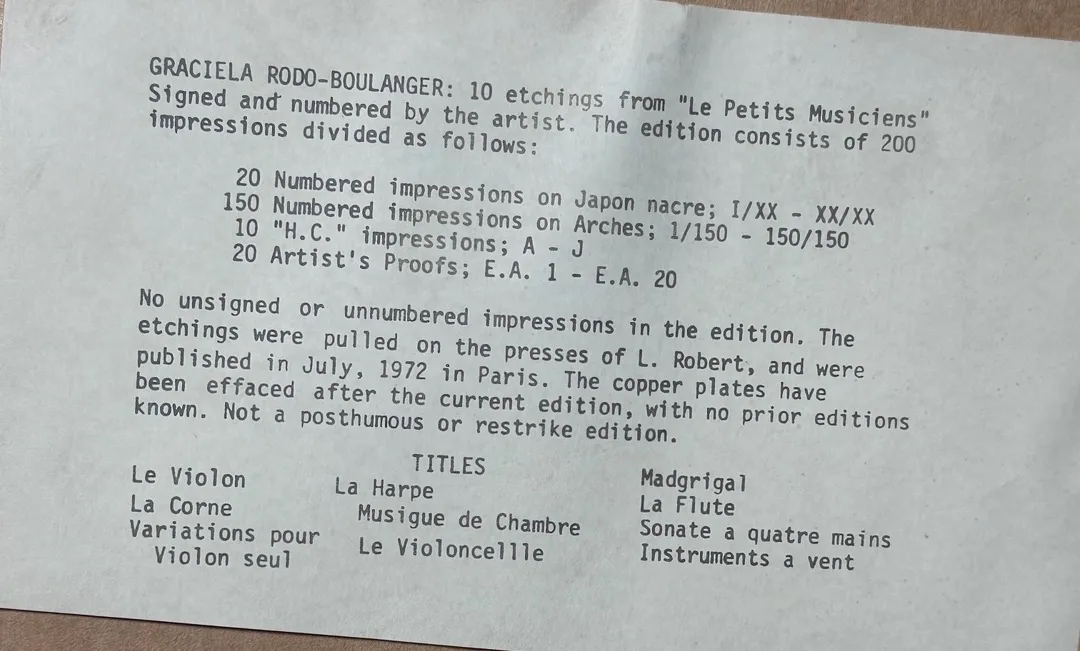 GRACIELA RODO-BOULANGER: 10 etchings from "Le Petits Musiciens"
Signed and numbered by the artist. The edition consists of 200
impressions divided as follows:
20 Numbered impressions on Japon nacre; I/XX - XX/XX
150 Numbered impressions on Arches; 1/150 - 150/150
10 "H.C." impressions; A - J
20 Artist's Proofs; E.A. 1 - E.A. 20
No unsigned or unnumbered impressions in the edition. The
etchings were pulled on the presses of L. Robert, and were
published in July, 1972 in Paris. The copper plates have
been effaced after the current edition, with no prior editions
known. Not a posthumous or restrike edition.
TITLES
Le Violon
La Corne
Variations pour
Violon seul
La Harpe
Musigue de Chambre
Le Violoncellle
Madgrigal
La Flute
Sonate a quatre mains
Instruments a vent